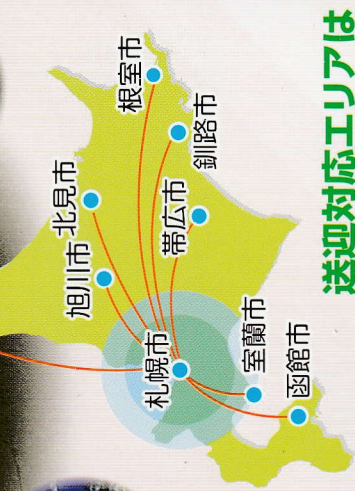 送迎対応エリアは
根室市
釧路市
北見市
帯広市
旭川市
札幌市
室蘭市
函館市